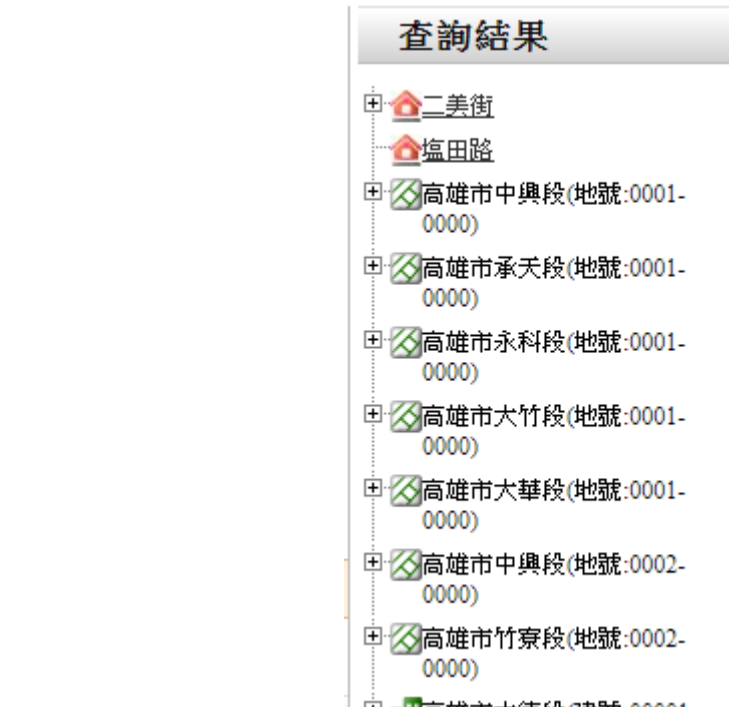 查詢結果
二美街
塩田路
高雄市中興段(地號:0001-
0000)
高雄市承天段(地號:0001-
0000)
高雄市永科段(地號:0001-
0000)
高雄市大竹段(地號:0001-
0000)
高雄市大華段(地號:0001-
0000)
高雄市中興段(地號:0002-
0000)
高雄市竹寮段(地號:0002-
0000)